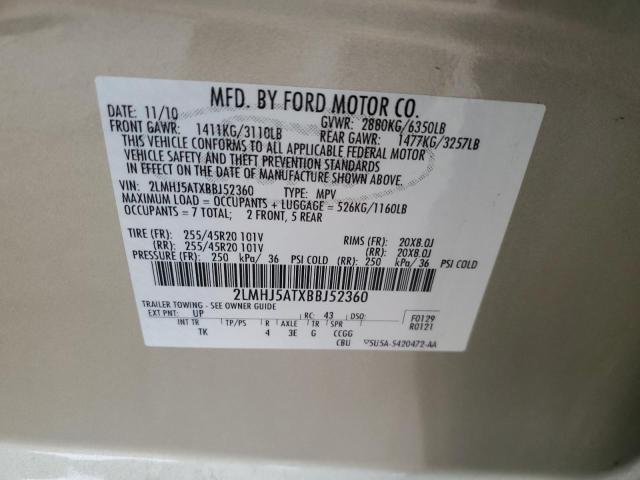 MFD. BY FORD MOTOR CO.
DATE: 11/10 GVWR: 2880KG/6350LB
FRONT GAWR: 1411KG/3110LB REAR GAWR: 1477KG/3257LB
THIS VEHICLE CONFORMS TO ALL APPLICABLE FEDERAL MOTOR
VEHICLE SAFETY AND THEFT PREVENTION STANDARDS
IN EFFECT ON THE DATE OF MANUFACTURE SHOWN ABOVE.
VIN: 2LMHJ5ATXBBJ52360 TYPE: MPV
MAXIMUM LOAD = OCCUPANTS + LUGGAGE = 526KG/1160LB
OCCUPANTS = 7 TOTAL; 2 FRONT, 5 REAR
TIRE (FR): 255/45R20 101V RIMS (FR): 20X8.0J
(RR): 255/45R20 101V (RR): 20X8.0J
PRESSURE (FR): 250 kPa/ 36 PSI COLD (RR): 250 kPa/ 36 PSI COLD
2LMHJ5ATXBBJ52360
TRAILER TOWING - SEE OWNER GUIDE
EXT PNT: UP RC: 43 DSO: F0129
R0121
INT TR TP/PS R AXLE TR SPR
TK 4 3E G CCGG
CBU 5U5A-5420472-AA